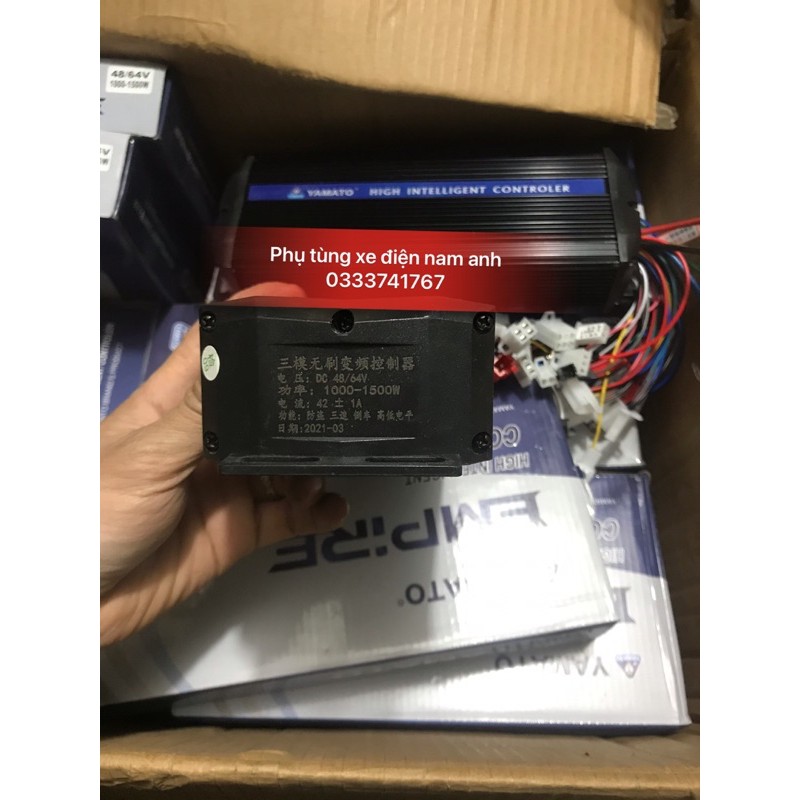 48/64V
1000-1500W
YAMATO HIGH INTELLIGENT CONTROLER
Phụ tùng xe điện nam anh
0333741767
三模无刷变频控制器
电 压: DC 48/64V
功率: 1000-1500W
电 流: 42 ± 1A
功能: 防盗 三速 倒车 高低电平
日期:2021-03
HIGH INTELLIGENT
EMPIRE
YAMATO